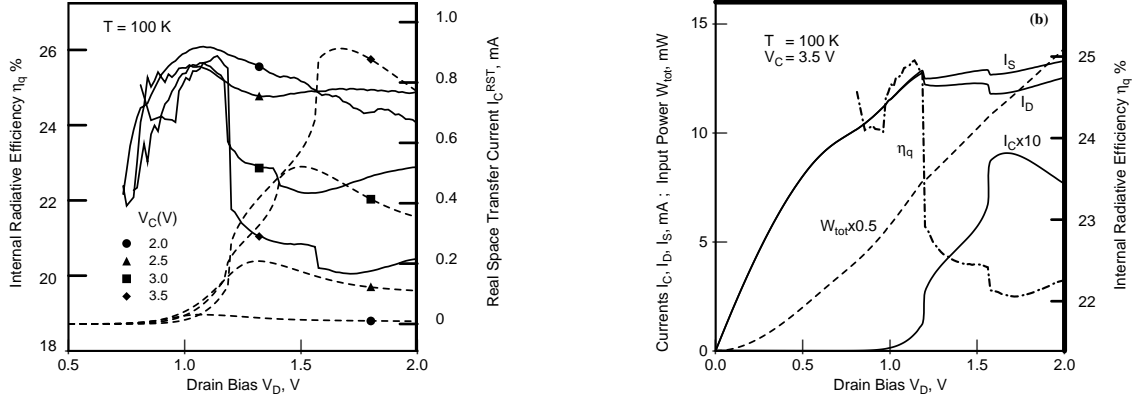 T = 100 K
Internal Radiative Efficiency ηq %
26
24
22
20
18
1.0
0.8
0.6
0.4
0.2
0
Real Space Transfer Current ICRST, mA
VC(V)
2.0
2.5
3.0
3.5
0.5
1.0
1.5
2.0
Drain Bias VD, V
(b)
T = 100 K
VC = 3.5 V
Currents IC, ID, IS, mA ; Input Power Wtot, mW
15
10
5
0
25
24
23
22
Internal Radiative Efficiency ηq %
IS
ID
ICx10
ηq
Wtotx0.5
0.0
0.5
1.0
1.5
2.0
Drain Bias VD, V